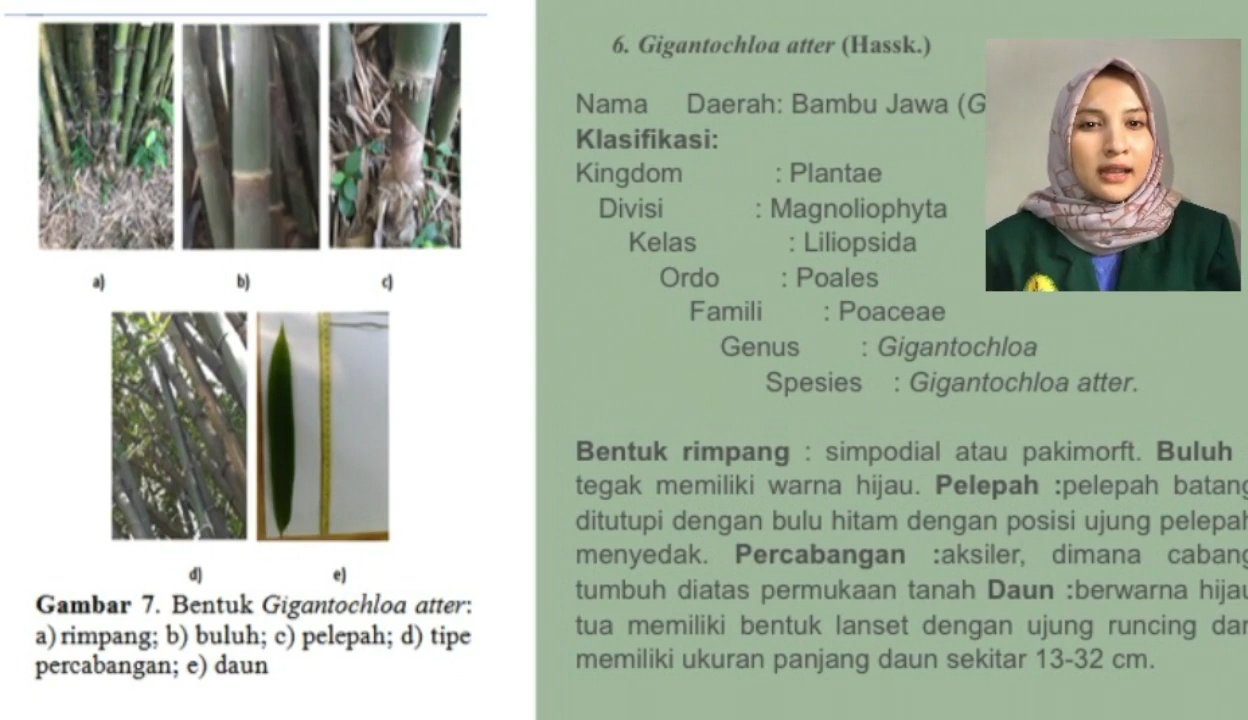 a)
b)
c)
d)
e)
Gambar 7. Bentuk Gigantochloa atter:
a) rimpang; b) buluh; c) pelepah; d) tipe
percabangan; e) daun
6. Gigantochloa atter (Hassk.)
Nama Daerah: Bambu Jawa (G
Klasifikasi:
Kingdom : Plantae
Divisi : Magnoliophyta
Kelas : Liliopsida
Ordo : Poales
Famili : Poaceae
Genus : Gigantochloa
Spesies : Gigantochloa atter.
Bentuk rimpang : simpodial atau pakimorft. Buluh :
tegak memiliki warna hijau. Pelepah :pelepah batang
ditutupi dengan bulu hitam dengan posisi ujung pelepah
menyedak. Percabangan :aksiler, dimana cabang
tumbuh diatas permukaan tanah Daun :berwarna hijau
tua memiliki bentuk lanset dengan ujung runcing dan
memiliki ukuran panjang daun sekitar 13-32 cm.